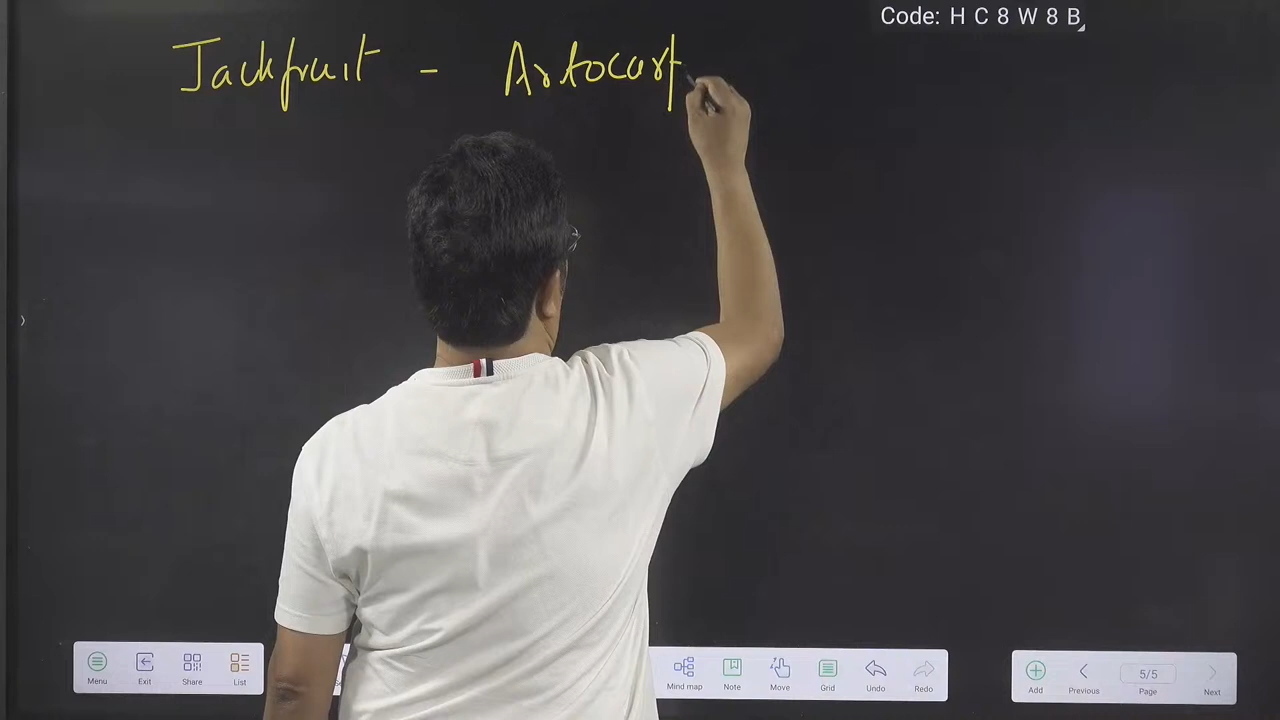 Code: H C 8 W 8 B
Jackfruit - Artocarp
Menu Exit Share List Mind map Note Move Grid Undo Redo Add Previous 5/5 Page Next